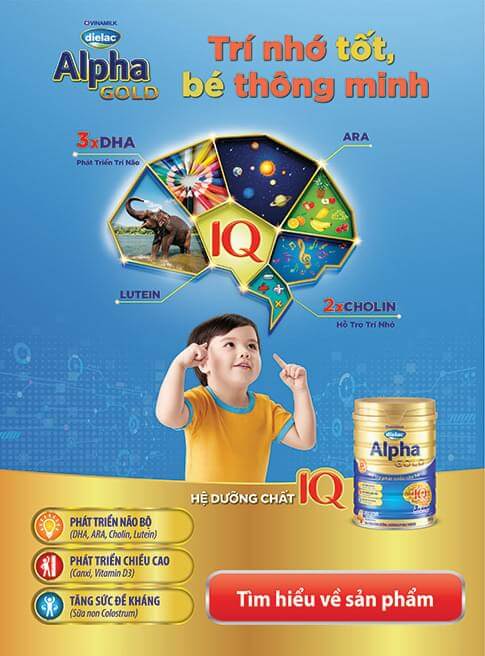 VINAMILK
dielac
Alpha
GOLD
Trí nhớ tốt,
bé thông minh
3xDHA
Phát Triển Trí Não
ARA
IQ
LUTEIN
2xCHOLIN
Hỗ Trợ Trí Nhớ
dielac
Alpha
GOLD
IQ
HỆ DƯỠNG CHẤT IQ
PHÁT TRIỂN NÃO BỘ
(DHA, ARA, Cholin, Lutein)
PHÁT TRIỂN CHIỀU CAO
(Canxi, Vitamin D3)
TĂNG SỨC ĐỀ KHÁNG
(Sữa non Colostrum)
Tìm hiểu về sản phẩm